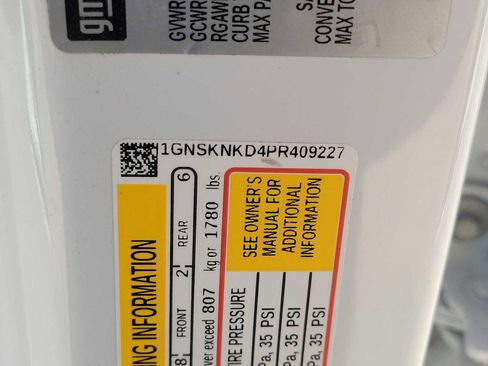 gm
GVWR
GCWR
RGAWR
CURB
MAX PA
CONVE
MAX TO
1GNSKNKD4PR409227
SEE OWNER'S
MANUAL FOR
ADDITIONAL
INFORMATION
ING INFORMATION
8 FRONT 2 REAR 6
ver exceed 807 kg or 1780 lbs.
TIRE PRESSURE
Pa, 35 PSI
Pa, 35 PSI
Pa, 35 PSI